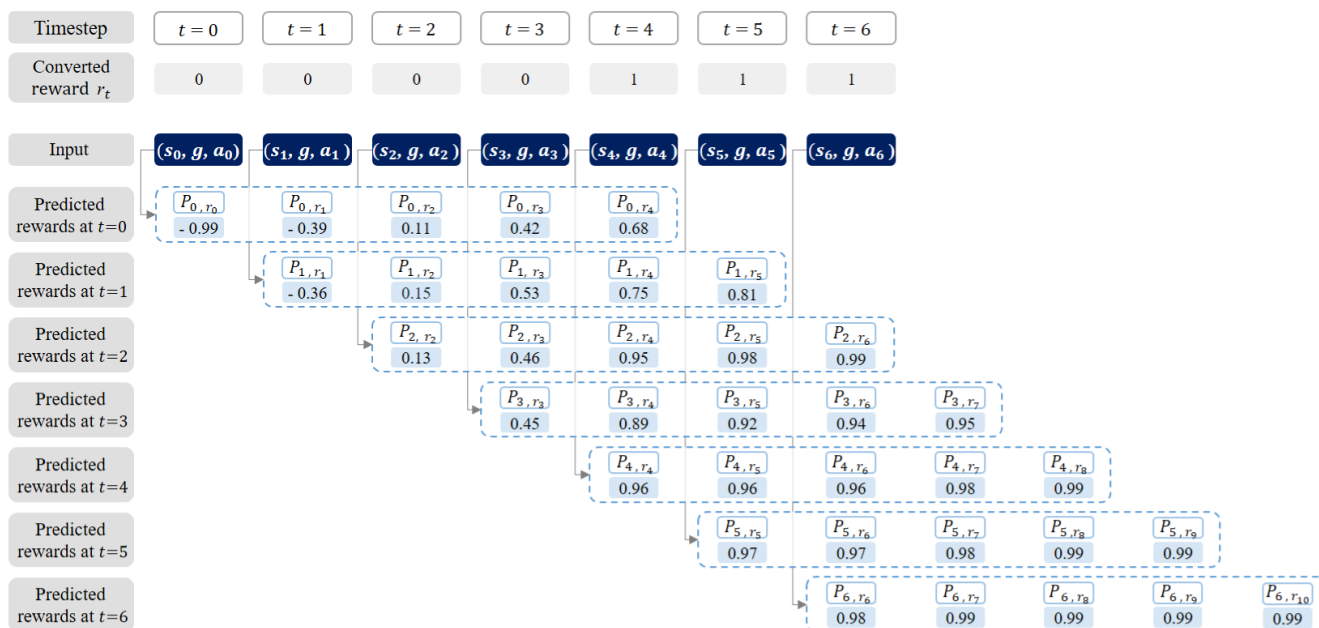 Timestep t = 0 t = 1 t = 2 t = 3 t = 4 t = 5 t = 6
Converted
reward r_t 0 0 0 0 1 1 1
Input (s_0, g, a_0) (s_1, g, a_1) (s_2, g, a_2) (s_3, g, a_3) (s_4, g, a_4) (s_5, g, a_5) (s_6, g, a_6)
Predicted
rewards at t=0
P_{0, r_0} P_{0, r_1} P_{0, r_2} P_{0, r_3} P_{0, r_4}
- 0.99 - 0.39 0.11 0.42 0.68
Predicted
rewards at t=1
P_{1, r_1} P_{1, r_2} P_{1, r_3} P_{1, r_4} P_{1, r_5}
- 0.36 0.15 0.53 0.75 0.81
Predicted
rewards at t=2
P_{2, r_2} P_{2, r_3} P_{2, r_4} P_{2, r_5} P_{2, r_6}
0.13 0.46 0.95 0.98 0.99
Predicted
rewards at t=3
P_{3, r_3} P_{3, r_4} P_{3, r_5} P_{3, r_6} P_{3, r_7}
0.45 0.89 0.92 0.94 0.95
Predicted
rewards at t=4
P_{4, r_4} P_{4, r_5} P_{4, r_6} P_{4, r_7} P_{4, r_8}
0.96 0.96 0.96 0.98 0.99
Predicted
rewards at t=5
P_{5, r_5} P_{5, r_6} P_{5, r_7} P_{5, r_8} P_{5, r_9}
0.97 0.97 0.98 0.99 0.99
Predicted
rewards at t=6
P_{6, r_6} P_{6, r_7} P_{6, r_8} P_{6, r_9} P_{6, r_{10}}
0.98 0.99 0.99 0.99 0.99